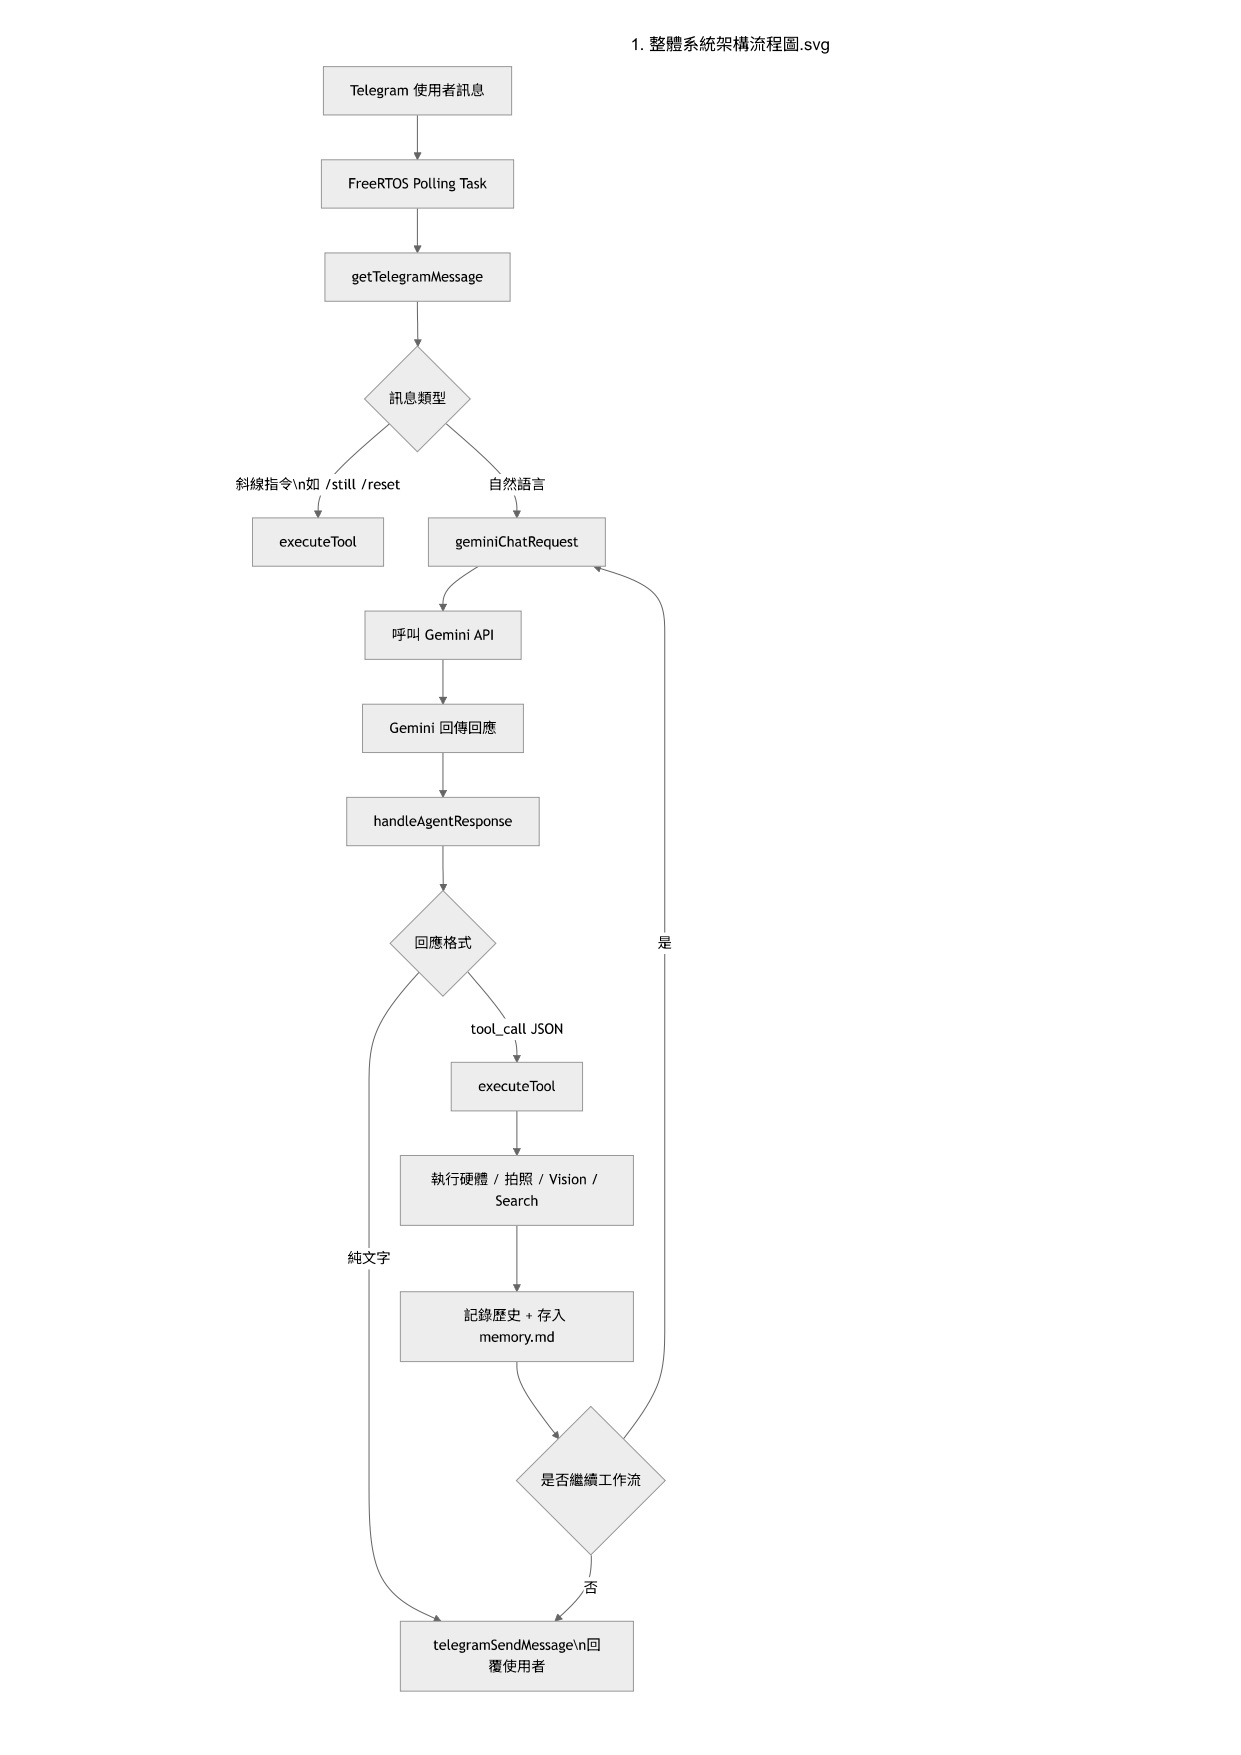 1. 整體系統架構流程圖.svg
Telegram 使用者訊息
FreeRTOS Polling Task
getTelegramMessage
訊息類型
斜線指令\n如 /still /reset
自然語言
executeTool
geminiChatRequest
呼叫 Gemini API
Gemini 回傳回應
handleAgentResponse
回應格式
是
tool_call JSON
executeTool
執行硬體 / 拍照 / Vision /
Search
純文字
記錄歷史 + 存入
memory.md
是否繼續工作流
否
telegramSendMessage\n回
覆使用者